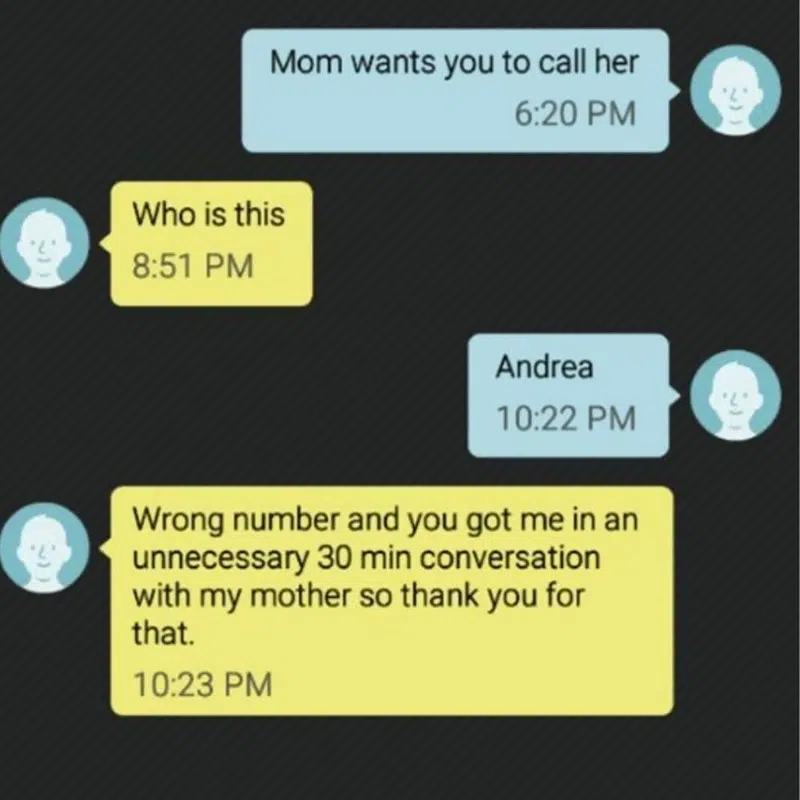 Mom wants you to call her
6:20 PM
Who is this
8:51 PM
Andrea
10:22 PM
Wrong number and you got me in an
unnecessary 30 min conversation
with my mother so thank you for
that.
10:23 PM